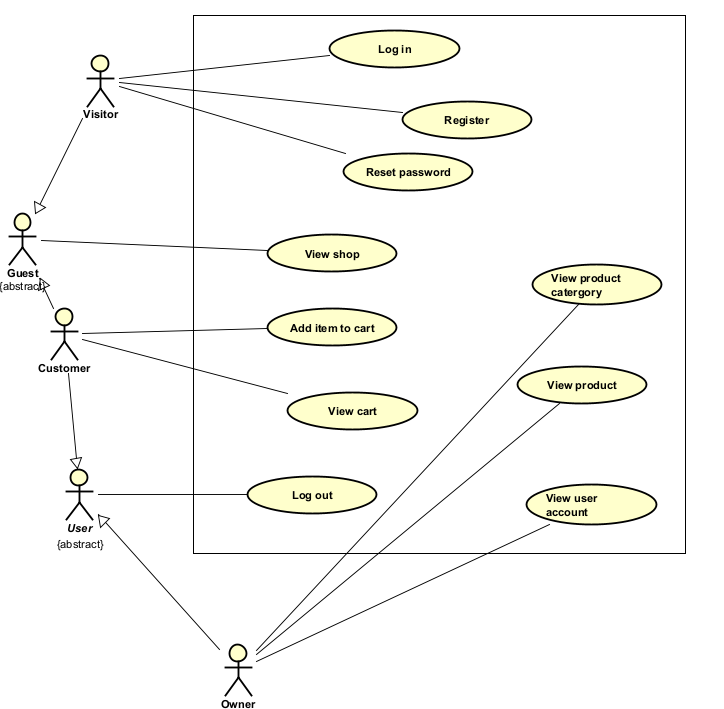 Log in
Visitor
Register
Reset password
Guest
{abstract}
View shop
View product
catergory
Customer
Add item to cart
View product
View cart
User
{abstract}
Log out
View user
account
Owner